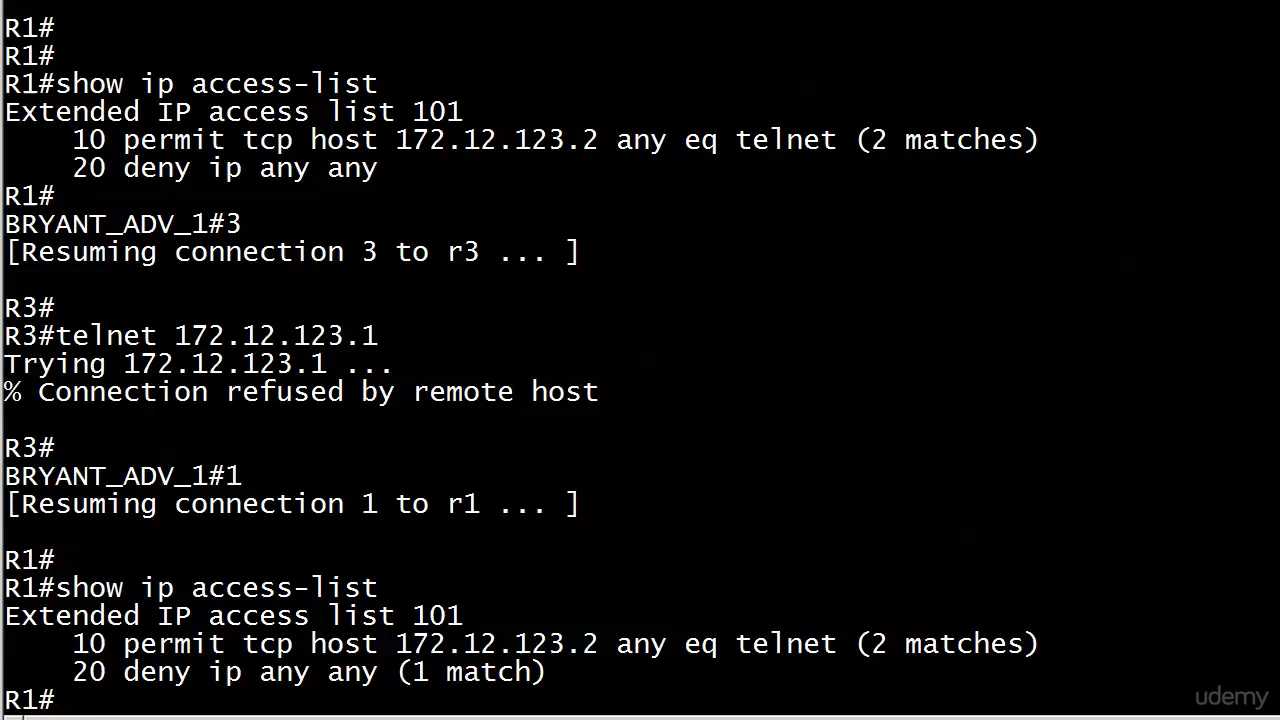 R1#
R1#
R1#show ip access-list
Extended IP access list 101
    10 permit tcp host 172.12.123.2 any eq telnet (2 matches)
    20 deny ip any any
R1#
BRYANT_ADV_1#3
[Resuming connection 3 to r3 ... ]
R3#
R3#telnet 172.12.123.1
Trying 172.12.123.1 ...
% Connection refused by remote host
R3#
BRYANT_ADV_1#1
[Resuming connection 1 to r1 ... ]
R1#
R1#show ip access-list
Extended IP access list 101
    10 permit tcp host 172.12.123.2 any eq telnet (2 matches)
    20 deny ip any any (1 match)
R1#
udemy